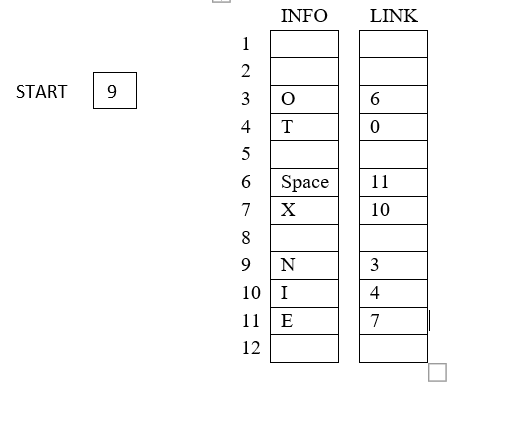 INFO LINK
1
2
START 9
3 O 6
4 T 0
5
6 Space 11
7 X 10
8
9 N 3
10 I 4
11 E 7
12